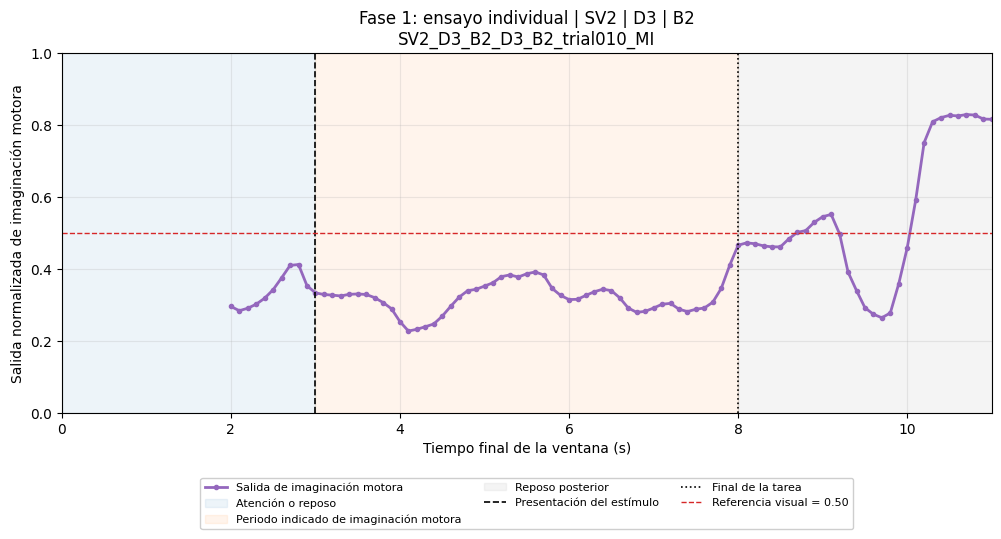 Fase 1: ensayo individual | SV2 | D3 | B2
SV2_D3_B2_D3_B2_trial010_MI
Salida normalizada de imaginación motora
1.0
0.8
0.6
0.4
0.2
0.0
0
2
4
6
8
10
Tiempo final de la ventana (s)
Salida de imaginación motora
Atención o reposo
Periodo indicado de imaginación motora
Reposo posterior
Presentación del estímulo
Final de la tarea
Referencia visual = 0.50